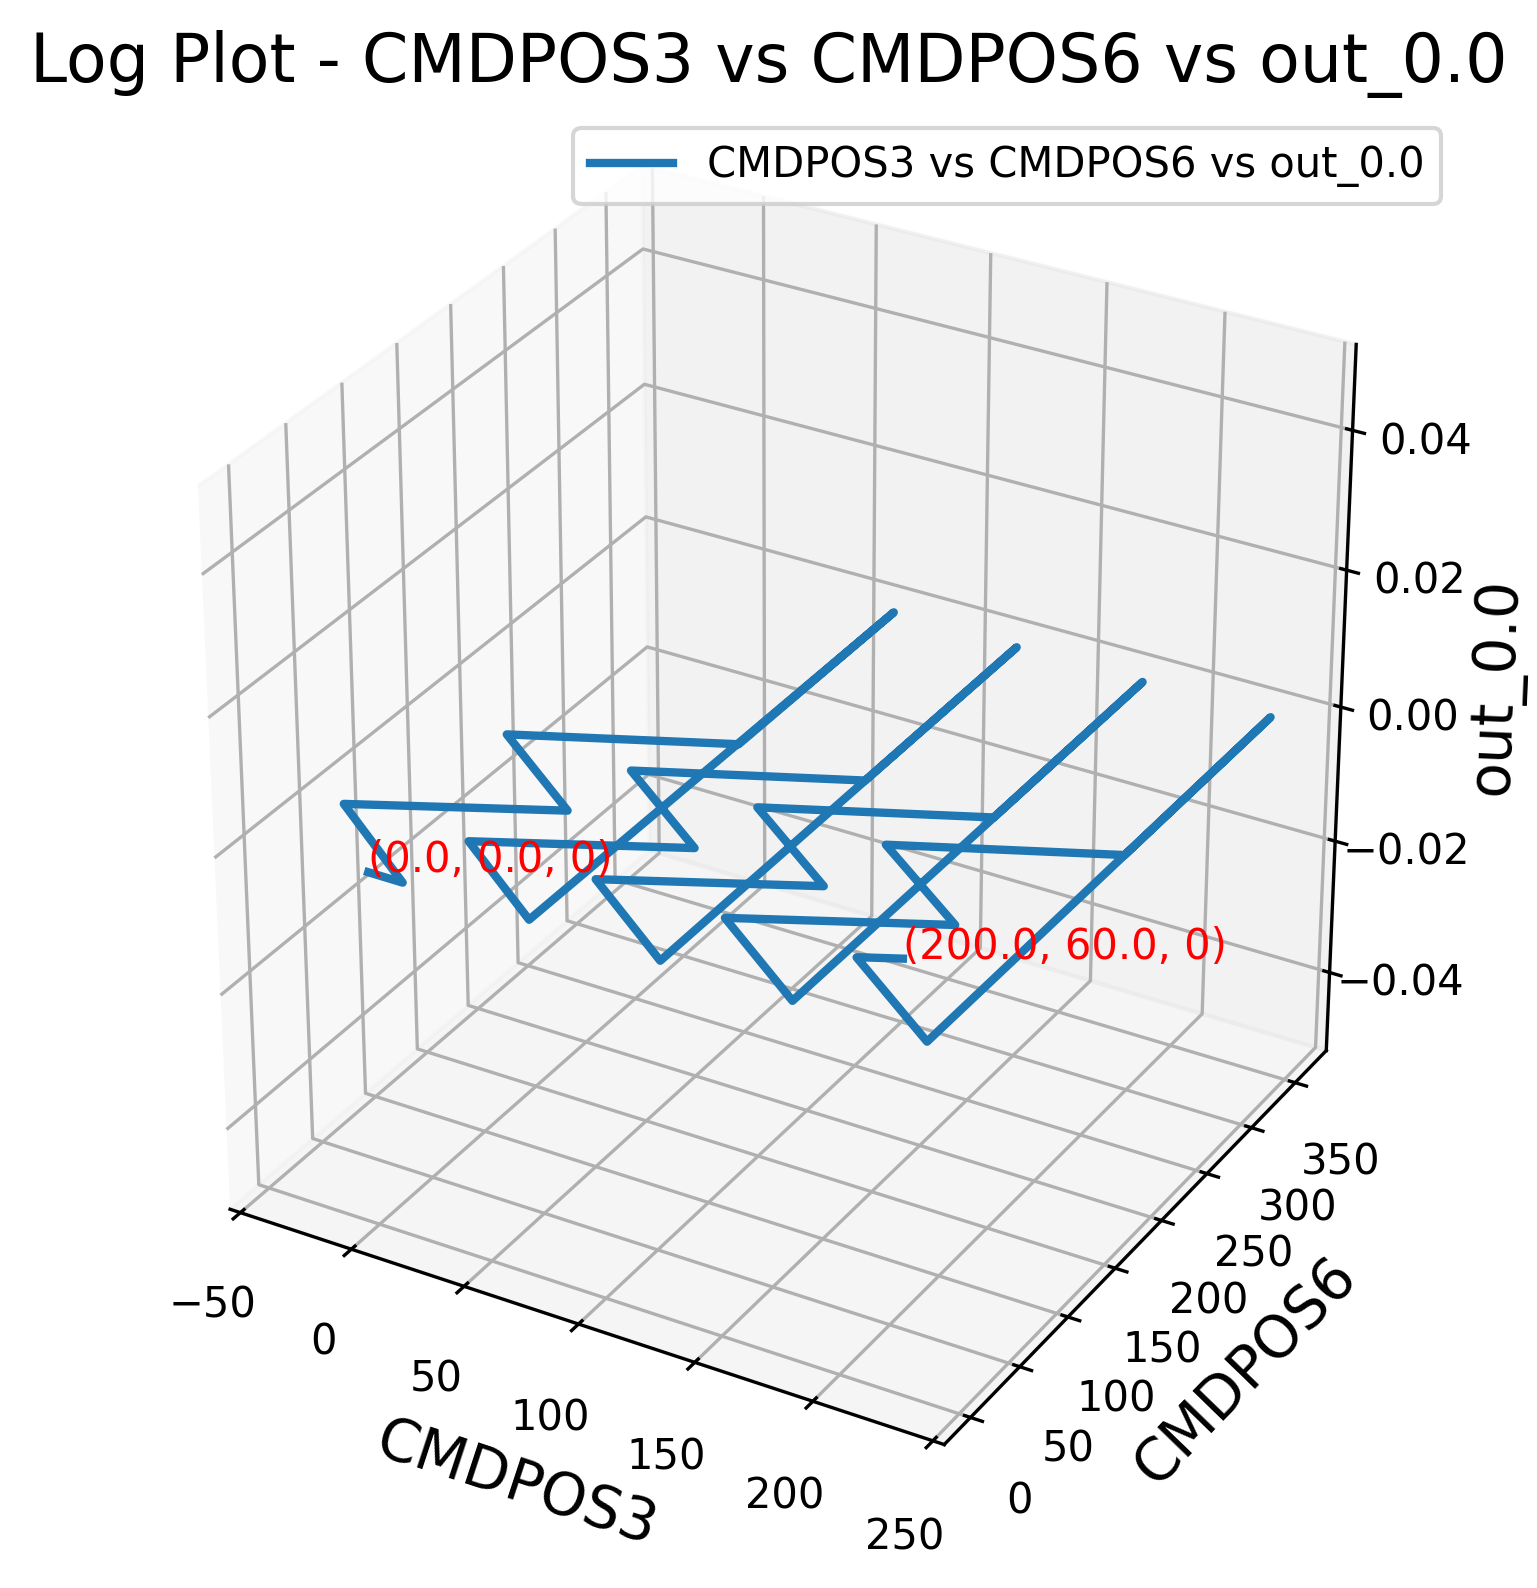 Log Plot - CMDPOS3 vs CMDPOS6 vs out_0.0
CMDPOS3 vs CMDPOS6 vs out_0.0
0.04
0.02
0.00
−0.02
−0.04
out_0.0
(0.0, 0.0, 0)
(200.0, 60.0, 0)
−50
0
50
100
150
200
250
CMDPOS3
0
50
100
150
200
250
300
350
CMDPOS6